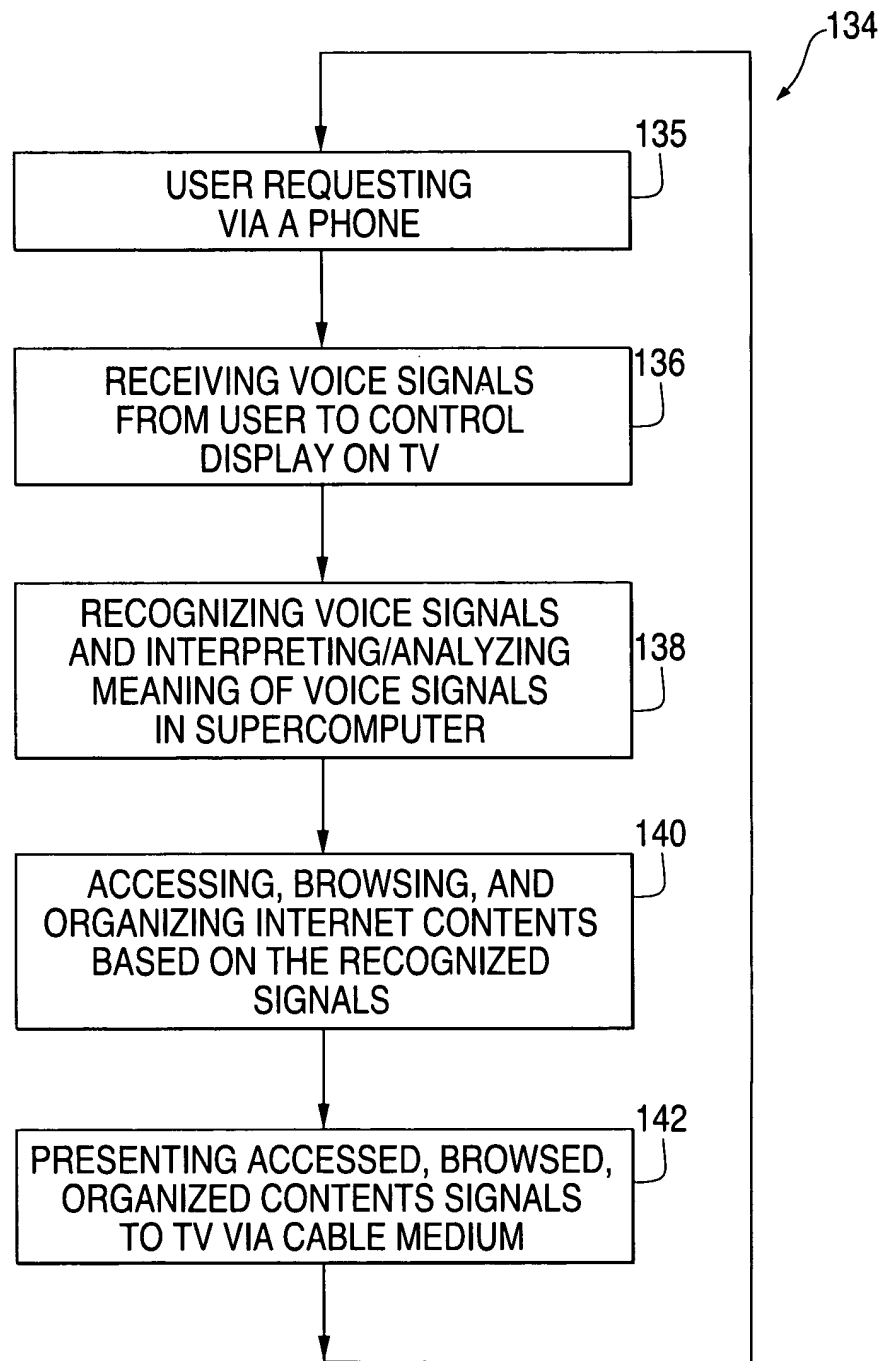 134
135
USER REQUESTING
VIA A PHONE
136
RECEIVING VOICE SIGNALS
FROM USER TO CONTROL
DISPLAY ON TV
138
RECOGNIZING VOICE SIGNALS
AND INTERPRETING/ANALYZING
MEANING OF VOICE SIGNALS
IN SUPERCOMPUTER
140
ACCESSING, BROWSING, AND
ORGANIZING INTERNET CONTENTS
BASED ON THE RECOGNIZED
SIGNALS
142
PRESENTING ACCESSED, BROWSED,
ORGANIZED CONTENTS SIGNALS
TO TV VIA CABLE MEDIUM